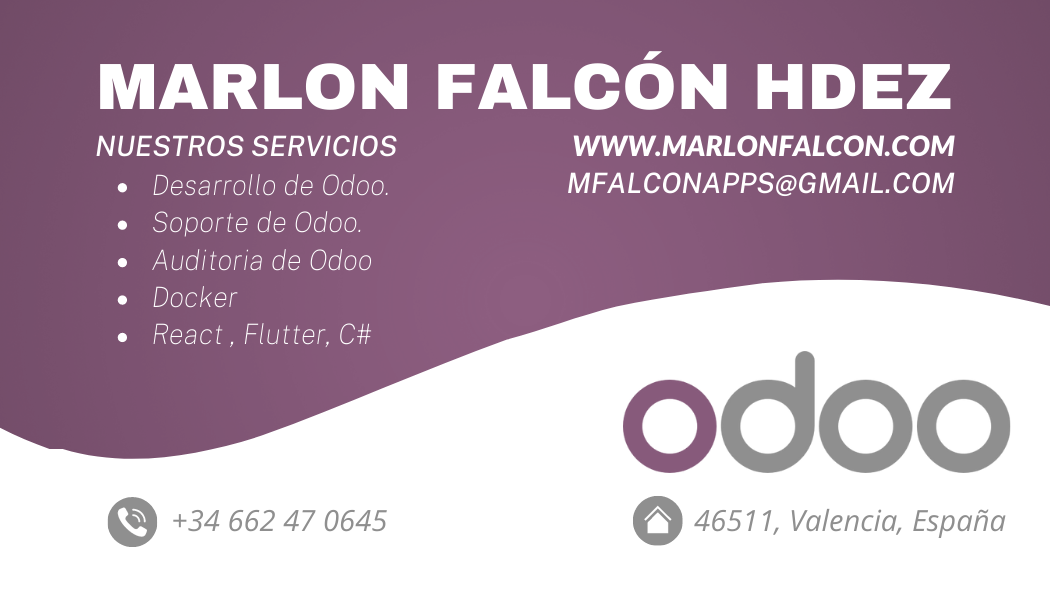 MARLON FALCÓN HDEZ
NUESTROS SERVICIOS
• Desarrollo de Odoo.
• Soporte de Odoo.
• Auditoria de Odoo
• Docker
• React , Flutter, C#
WWW.MARLONFALCON.COM
MFALCONAPPS@GMAIL.COM
odoo
+34 662 47 0645
46511, Valencia, España